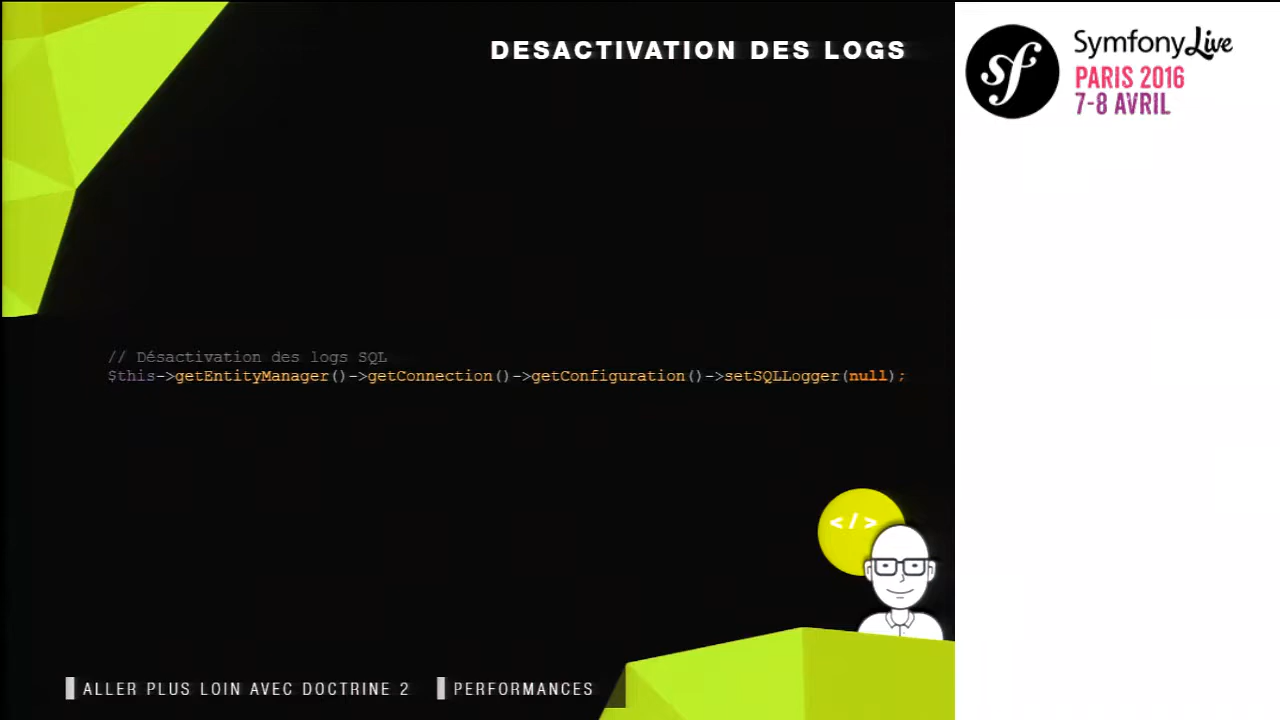 DESACTIVATION DES LOGS
sf
SymfonyLive
PARIS 2016
7-8 AVRIL
// Désactivation des logs SQL
$this->getEntityManager()->getConnection()->getConfiguration()->setSQLLogger(null);
</>
ALLER PLUS LOIN AVEC DOCTRINE 2
PERFORMANCES